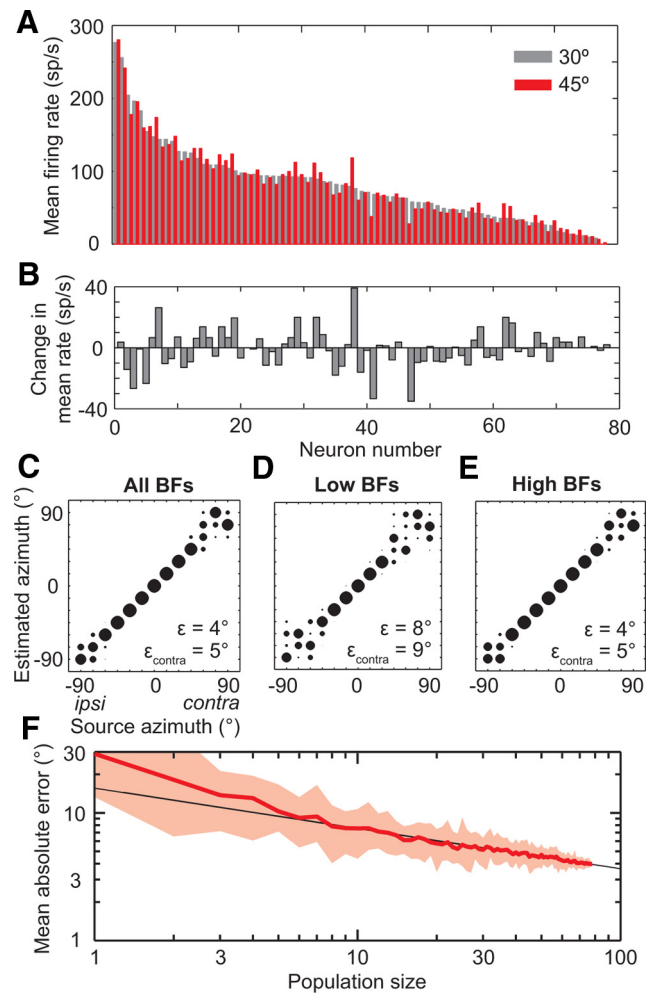 A
300
200
100
0
Mean firing rate (sp/s)
30º
45º
B
40
0
-40
Change in
mean rate (sp/s)
0
20
40
60
80
Neuron number
C
All BFs
D
Low BFs
E
High BFs
Estimated azimuth (°)
90
0
-90
ε = 4°
εcontra = 5°
ε = 8°
εcontra = 9°
ε = 4°
εcontra = 5°
-90
0
90
-90
0
90
-90
0
90
ipsi
contra
Source azimuth (°)
F
30
10
3
1
Mean absolute error (°)
1
3
10
30
100
Population size